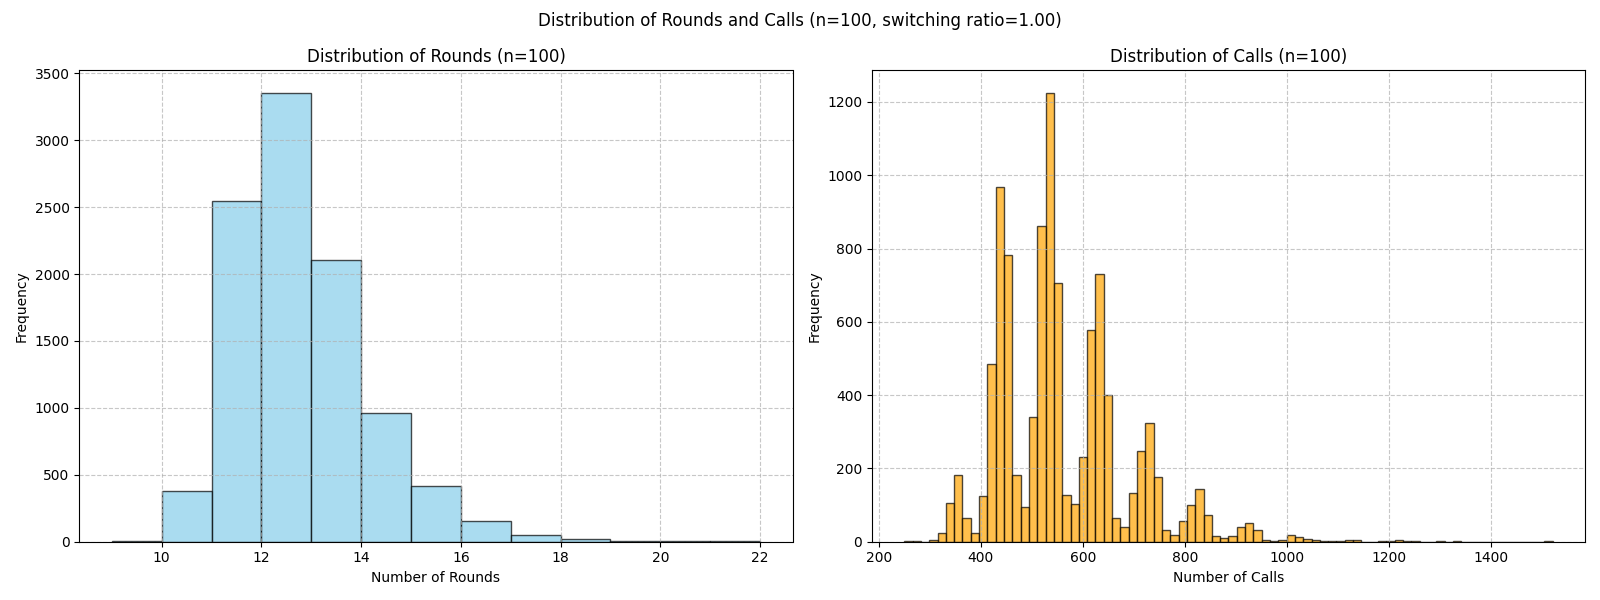 Distribution of Rounds and Calls (n=100, switching ratio=1.00)
Distribution of Rounds (n=100)
3500
3000
2500
2000
1500
1000
500
0
Frequency
10 12 14 16 18 20 22
Number of Rounds
Distribution of Calls (n=100)
1200
1000
800
600
400
200
0
Frequency
200 400 600 800 1000 1200 1400
Number of Calls